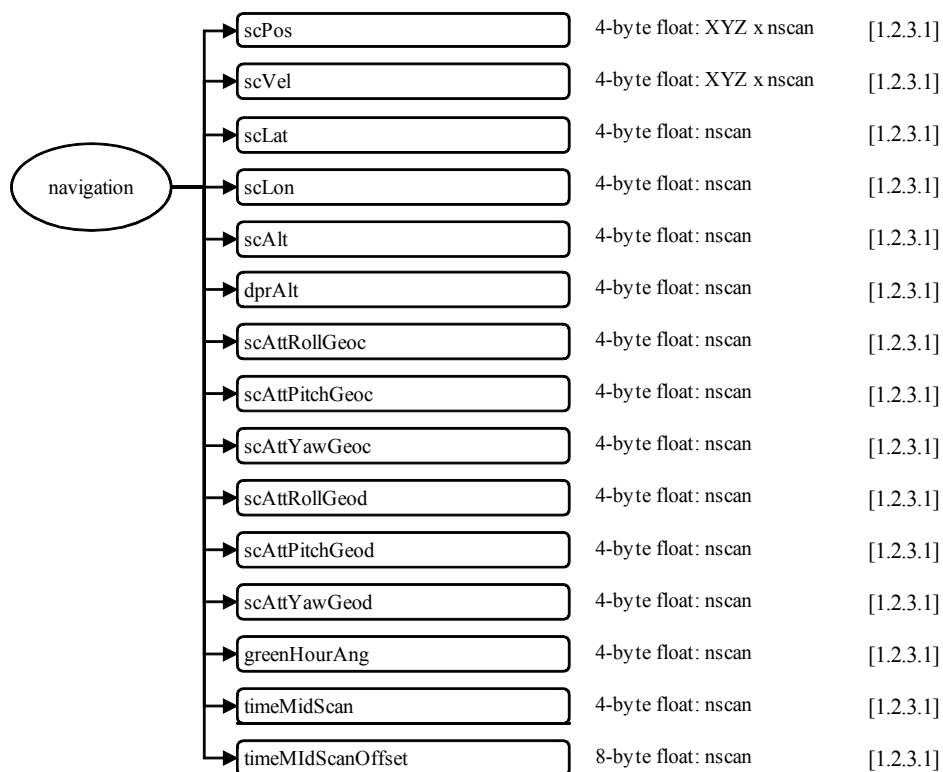 scPos 4-byte float: XYZ x nscan [1.2.3.1]
scVel 4-byte float: XYZ x nscan [1.2.3.1]
scLat 4-byte float: nscan [1.2.3.1]
navigation
scLon 4-byte float: nscan [1.2.3.1]
scAlt 4-byte float: nscan [1.2.3.1]
dprAlt 4-byte float: nscan [1.2.3.1]
scAttRollGeoc 4-byte float: nscan [1.2.3.1]
scAttPitchGeoc 4-byte float: nscan [1.2.3.1]
scAttYawGeoc 4-byte float: nscan [1.2.3.1]
scAttRollGeod 4-byte float: nscan [1.2.3.1]
scAttPitchGeod 4-byte float: nscan [1.2.3.1]
scAttYawGeod 4-byte float: nscan [1.2.3.1]
greenHourAng 4-byte float: nscan [1.2.3.1]
timeMidScan 4-byte float: nscan [1.2.3.1]
timeMIdScanOffset 8-byte float: nscan [1.2.3.1]